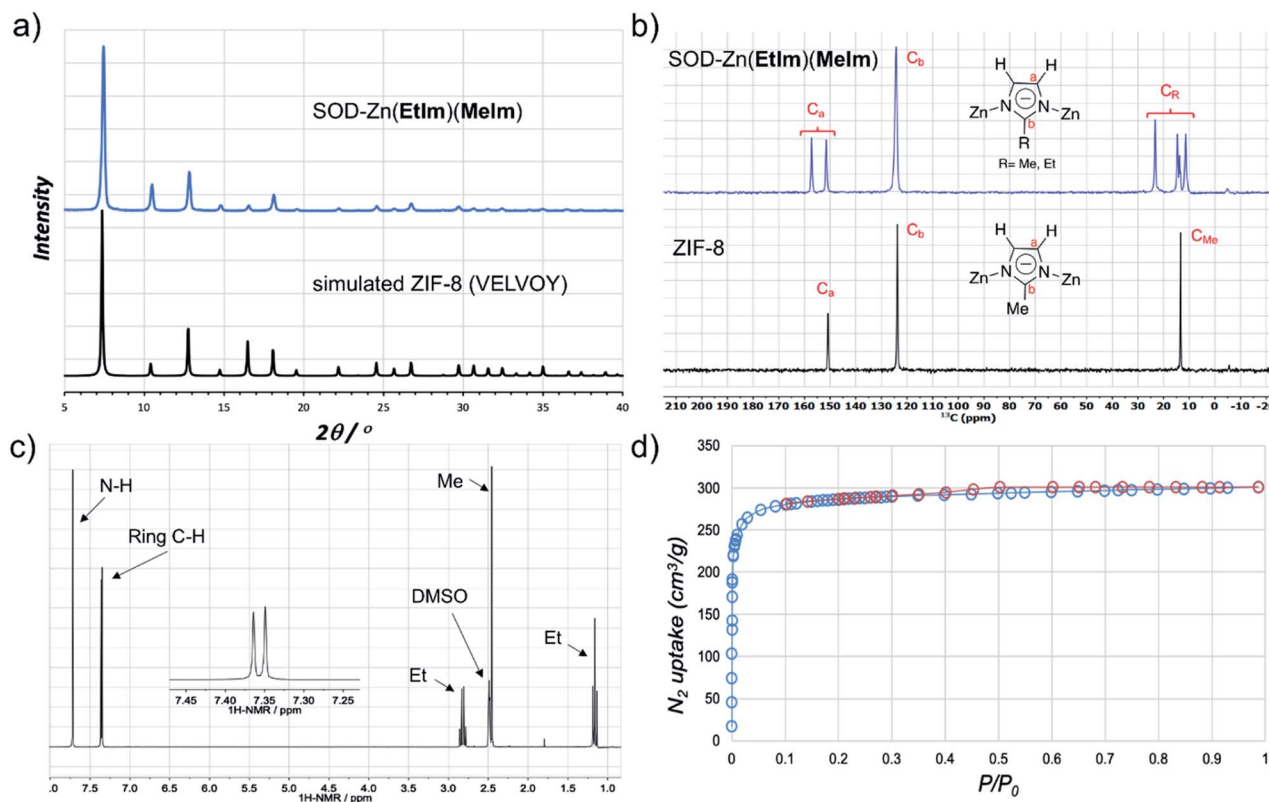 a)
Intensity
SOD-Zn(EtIm)(MeIm)
simulated ZIF-8 (VELVOY)
5 10 15 20 25 30 35 40
2θ/ °
b)
SOD-Zn(EtIm)(MeIm)
Ca
Cb
CR
H H
a
Zn N N Zn
b
R
R= Me, Et
ZIF-8
Ca
Cb
CMe
H H
a
Zn N N Zn
b
Me
210 200 190 180 170 160 150 140 130 120 110 100 90 80 70 60 50 40 30 20 10 0 -10 -20
13C (ppm)
c)
N-H
Ring C-H
Me
DMSO
Et
Et
7.45 7.40 7.35 7.30 7.25
1H-NMR / ppm
8.0 7.5 7.0 6.5 6.0 5.5 5.0 4.5 4.0 3.5 3.0 2.5 2.0 1.5 1.0
1H-NMR / ppm
d)
N2 uptake (cm3/g)
350
300
250
200
150
100
50
0
0 0.1 0.2 0.3 0.4 0.5 0.6 0.7 0.8 0.9 1
P/P0